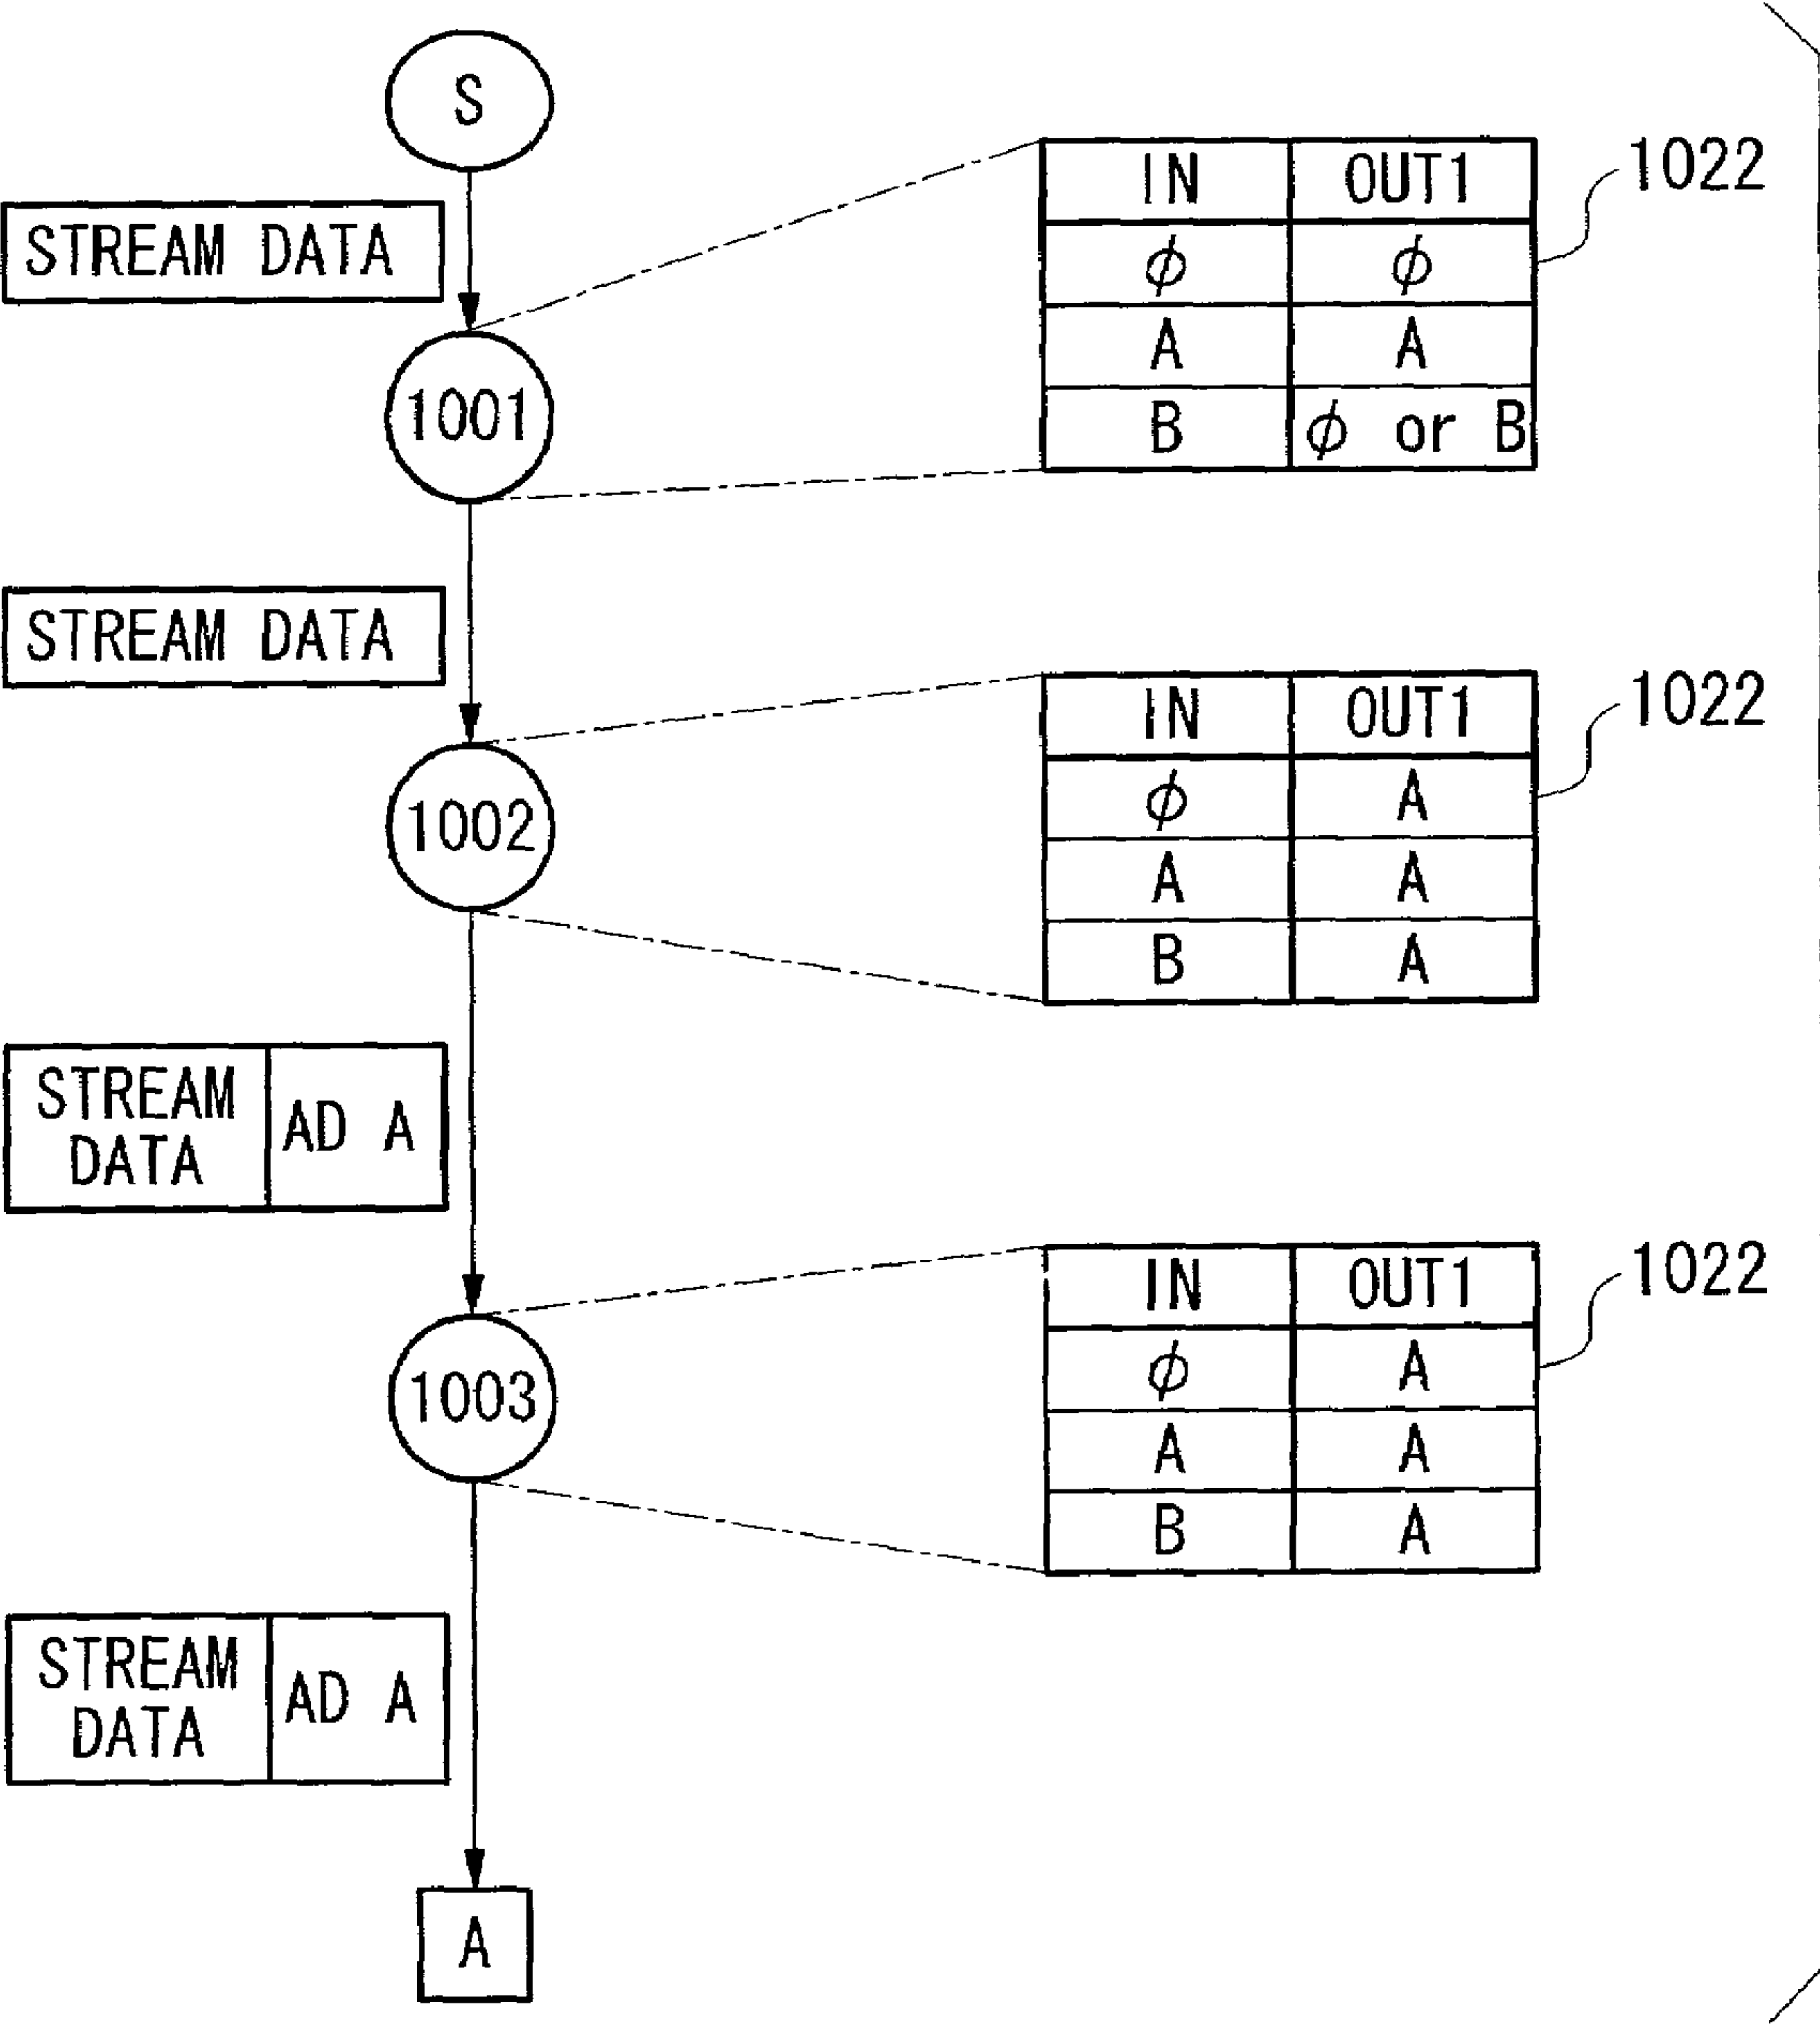 S
STREAM DATA
IN OUT1
ϕ ϕ
A A
B ϕ or B
1022
1001
STREAM DATA
IN OUT1
ϕ A
A A
B A
1022
1002
STREAM
DATA
AD A
IN OUT1
ϕ A
A A
B A
1022
1003
STREAM
DATA
AD A
A